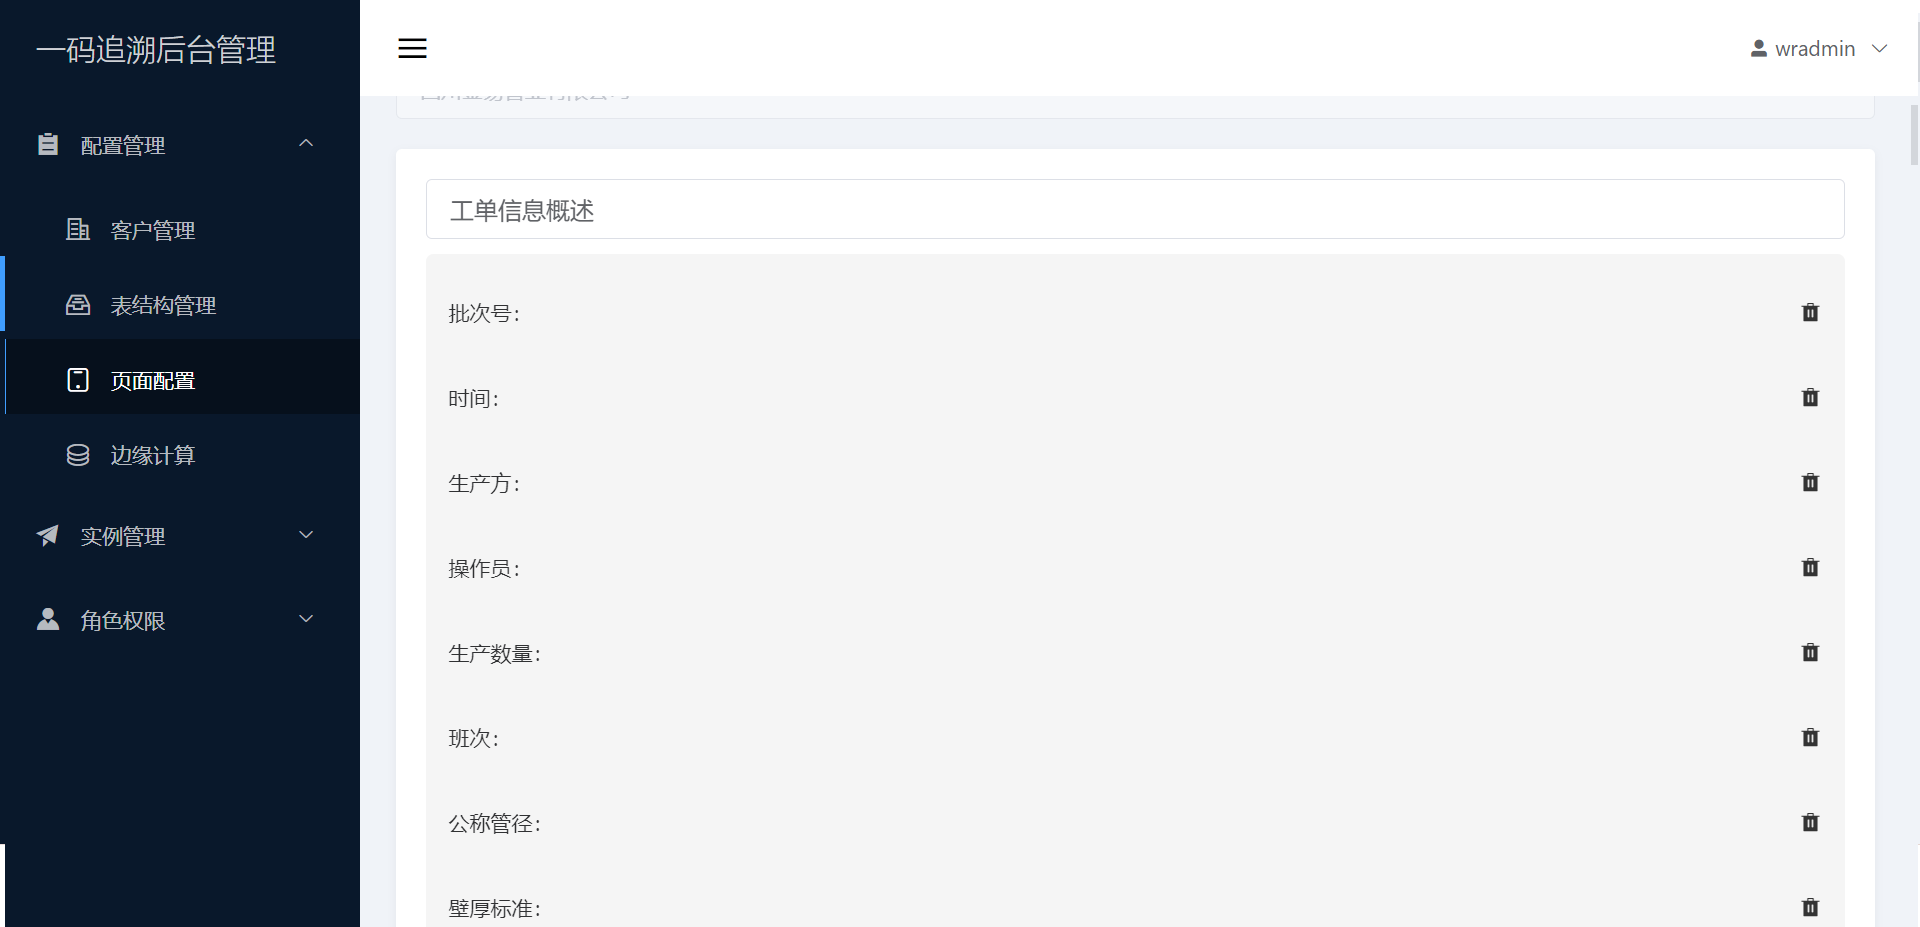 一码追溯后台管理
wradmin
配置管理
客户管理
表结构管理
页面配置
边缘计算
实例管理
角色权限
工单信息概述
批次号：
时间：
生产方：
操作员：
生产数量：
班次：
公称管径：
壁厚标准：